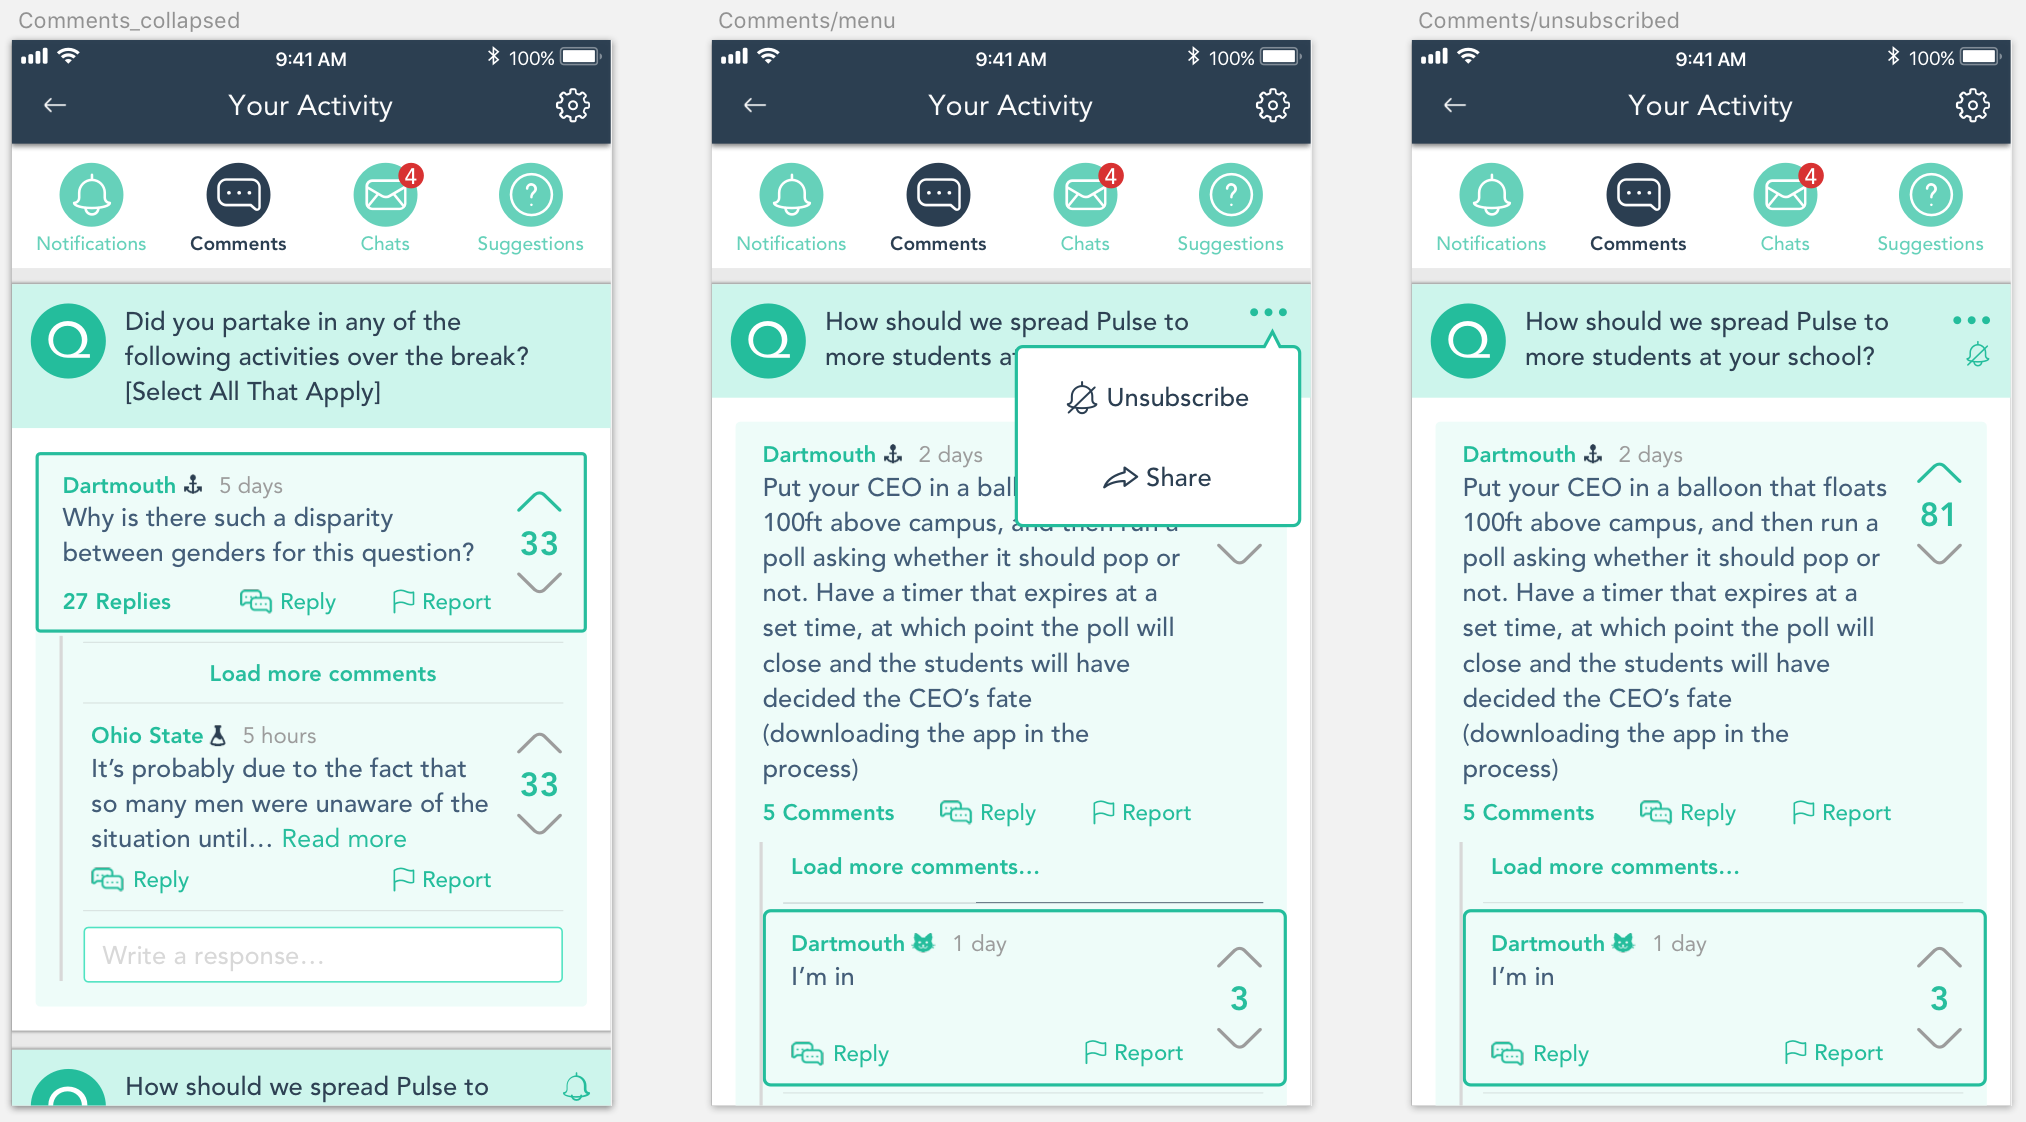 Comments_collapsed
9:41 AM
100%
Your Activity
4
Notifications
Comments
Chats
Suggestions
Q
Did you partake in any of the
following activities over the break?
[Select All That Apply]
Dartmouth 5 days
Why is there such a disparity
between genders for this question?
33
27 Replies
Reply
Report
Load more comments
Ohio State 5 hours
It’s probably due to the fact that
so many men were unaware of the
situation until... Read more
33
Reply
Report
Write a response...
How should we spread Pulse to
Comments/menu
9:41 AM
100%
Your Activity
4
Notifications
Comments
Chats
Suggestions
Q
How should we spread Pulse to
more students at
Unsubscribe
Share
Dartmouth 2 days
Put your CEO in a ball
100ft above campus, and then run a
poll asking whether it should pop or
not. Have a timer that expires at a
set time, at which point the poll will
close and the students will have
decided the CEO’s fate
(downloading the app in the
process)
5 Comments
Reply
Report
Load more comments...
Dartmouth 1 day
I’m in
3
Reply
Report
Comments/unsubscribed
9:41 AM
100%
Your Activity
4
Notifications
Comments
Chats
Suggestions
Q
How should we spread Pulse to
more students at your school?
Dartmouth 2 days
Put your CEO in a balloon that floats
100ft above campus, and then run a
poll asking whether it should pop or
not. Have a timer that expires at a
set time, at which point the poll will
close and the students will have
decided the CEO’s fate
(downloading the app in the
process)
81
5 Comments
Reply
Report
Load more comments...
Dartmouth 1 day
I’m in
3
Reply
Report